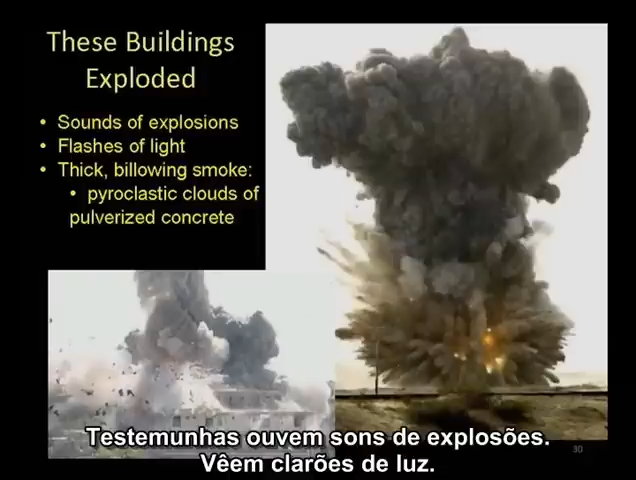 These Buildings
Exploded
• Sounds of explosions
• Flashes of light
• Thick, billowing smoke:
• pyroclastic clouds of
pulverized concrete
Testemunhas ouvem sons de explosões.
Vêem clarões de luz.
30